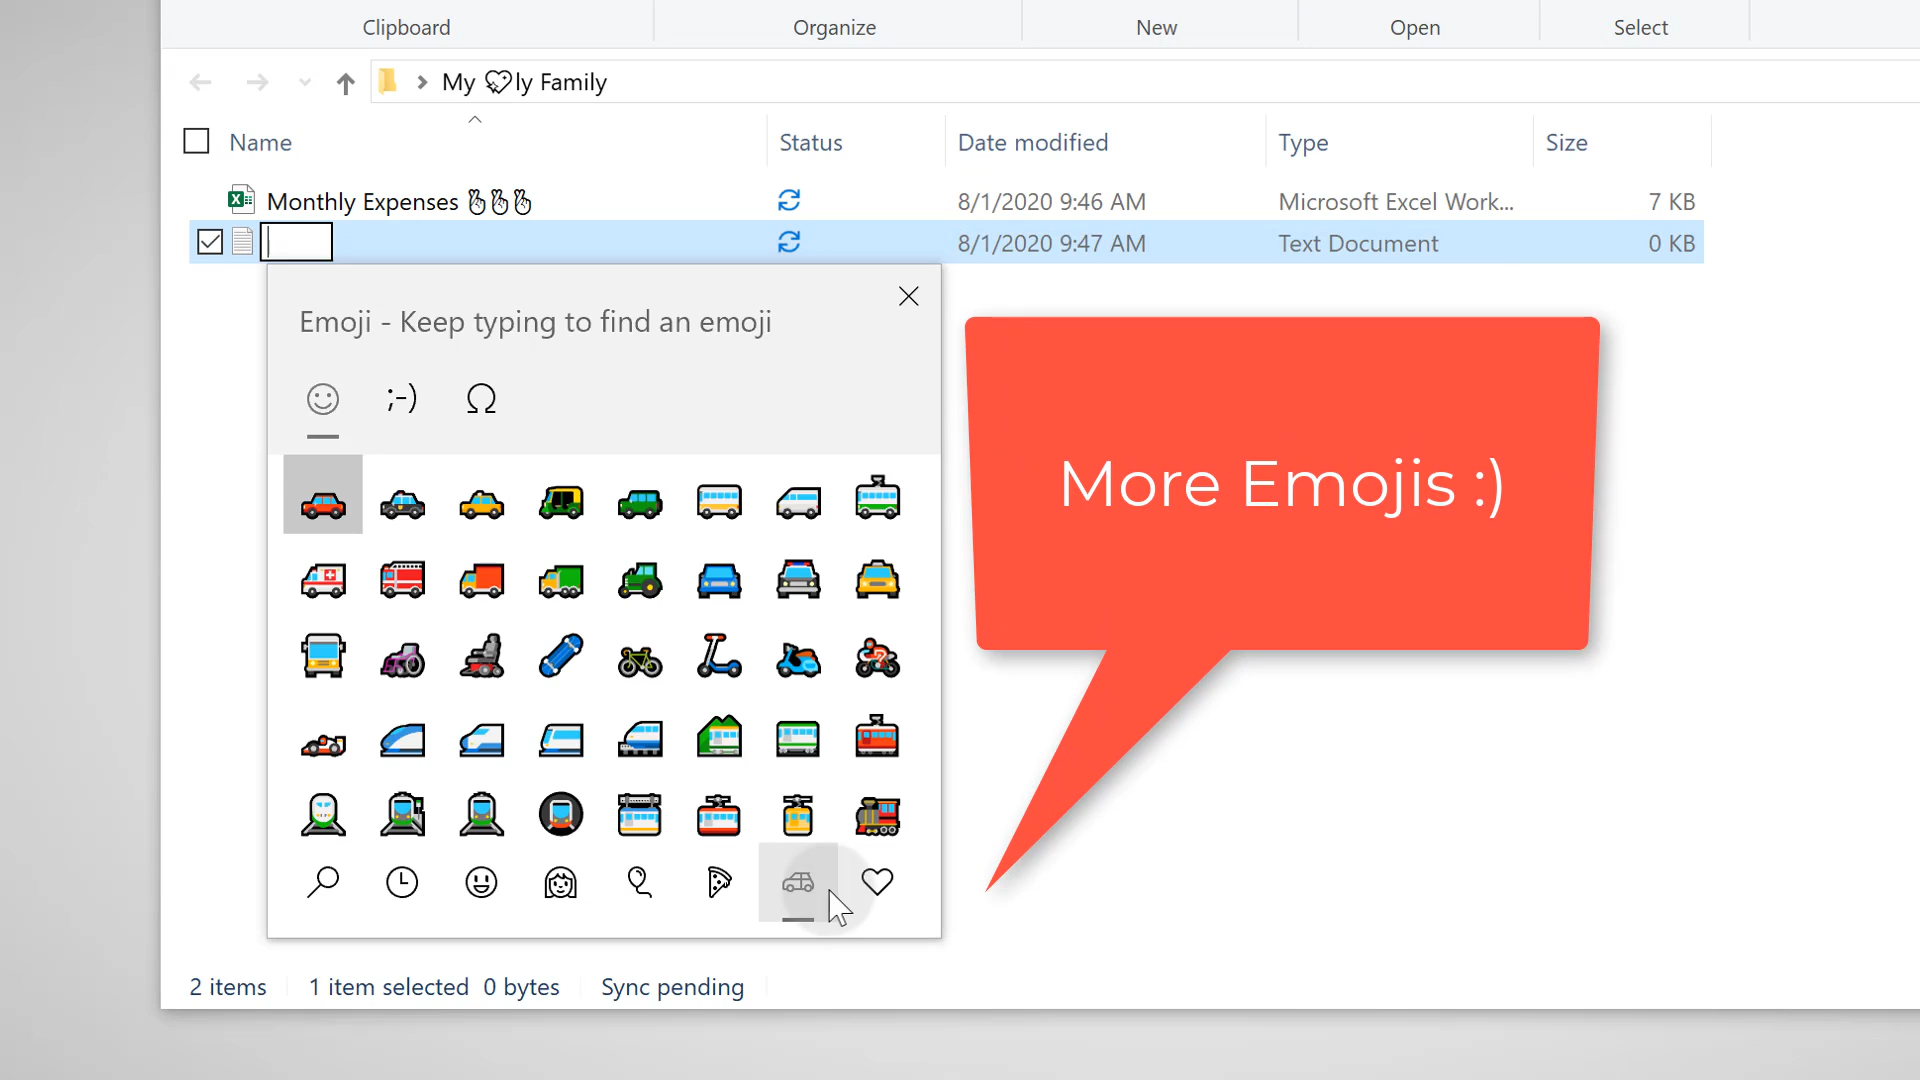 Clipboard
Organize
New
Open
Select
My 💖ly Family
Name
Status
Date modified
Type
Size
Monthly Expenses 🤞🤞🤞
8/1/2020 9:46 AM
Microsoft Excel Work...
7 KB
8/1/2020 9:47 AM
Text Document
0 KB
Emoji - Keep typing to find an emoji
;-)
Ω
More Emojis :)
2 items
1 item selected 0 bytes
Sync pending